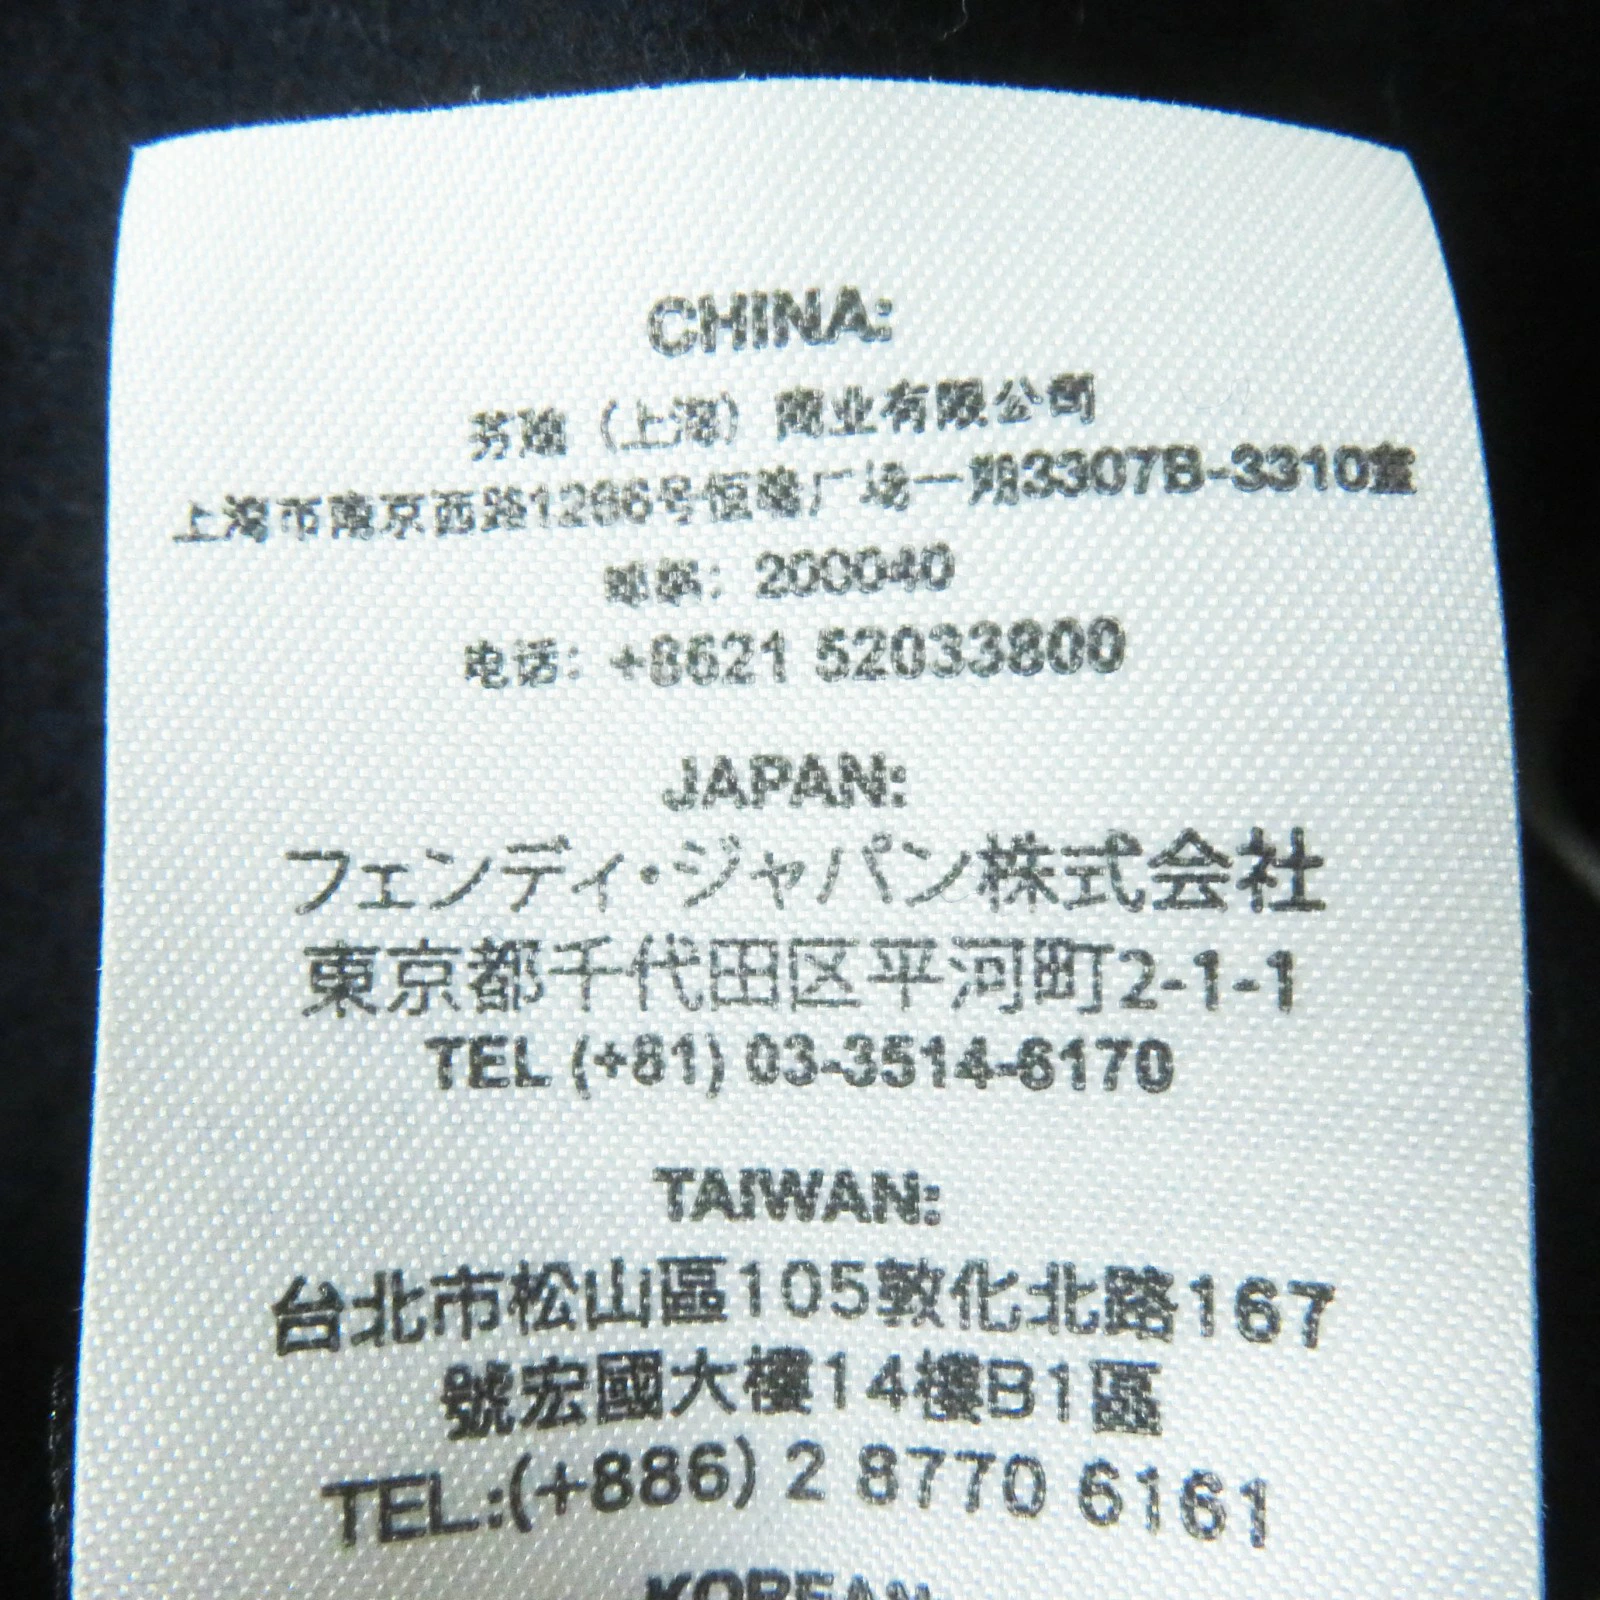 CHINA:
芬迪（上海）商业有限公司
上海市南京西路1266号恒隆广场一期3307B-3310室
邮编：200040
电话：+8621 52033800
JAPAN:
フェンディ・ジャパン株式会社
東京都千代田区平河町2-1-1
TEL (+81) 03-3514-6170
TAIWAN:
台北市松山區105敦化北路167
號宏國大樓14樓B1區
TEL:(+886) 2 8770 6161
KOREAN: